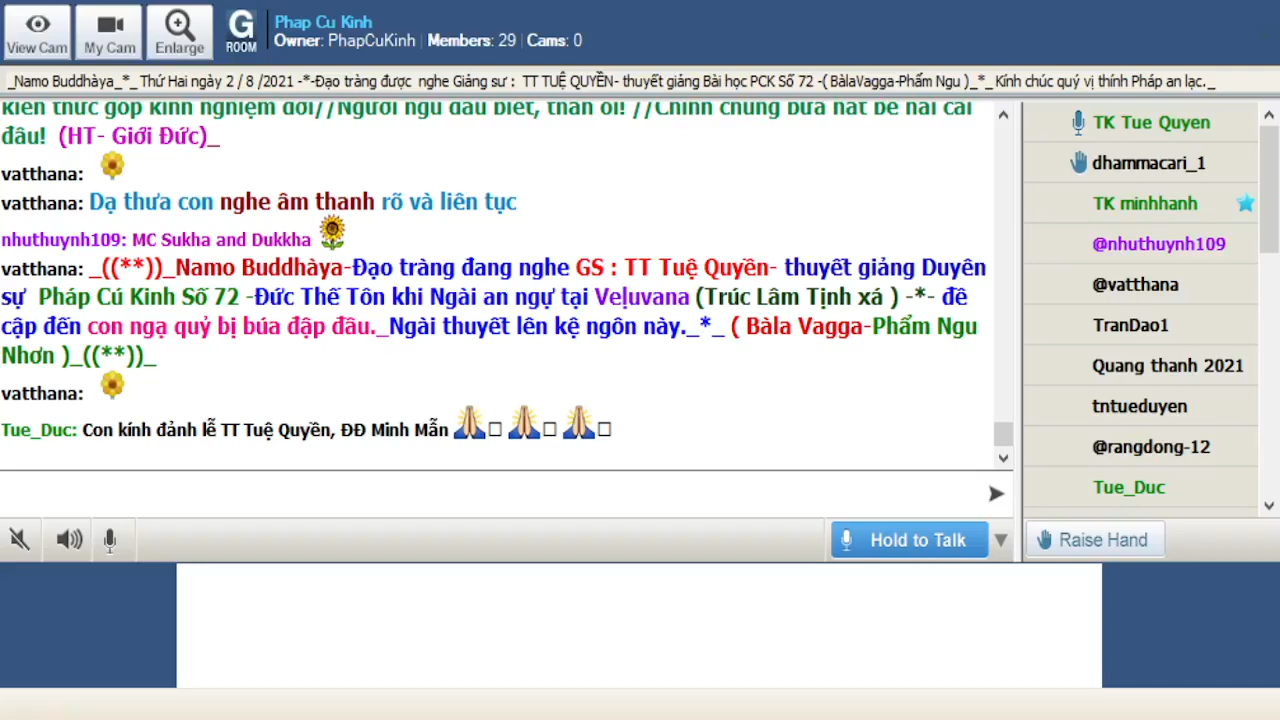 View Cam
My Cam
Enlarge
G
ROOM
Phap Cu Kinh
Owner: PhapCuKinh | Members: 29 | Cams: 0
_Namo Buddhàya_*_ Thứ Hai ngày 2 / 8 /2021 -*-Đạo tràng được nghe Giảng sư : TT TUỆ QUYỀN- thuyết giảng Bài học PCK Số 72 -( BàlaVagga-Phẩm Ngu )_*_ Kính chúc quý vị thính Pháp an lạc._
đâu! (HT- Giới Đức)_
vatthana:
vatthana: Dạ thưa con nghe âm thanh rõ và liên tục
nhuthuynh109: MC Sukha and Dukkha
vatthana: _((**))_Namo Buddhàya-Đạo tràng đang nghe GS : TT Tuệ Quyền- thuyết giảng Duyên
sự Pháp Cú Kinh Số 72 -Đức Thế Tôn khi Ngài an ngự tại Veḷuvana (Trúc Lâm Tịnh xá ) -*- đề
cập đến con ngạ quỷ bị búa đập đầu._Ngài thuyết lên kệ ngôn này._*_ ( Bàla Vagga-Phẩm Ngu
Nhơn )_((**))_
vatthana:
Tue_Duc: Con kính đảnh lễ TT Tuệ Quyền, ĐĐ Minh Mẫn
TK Tue Quyen
dhammacari_1
TK minhhanh
@nhuthuynh109
@vatthana
TranDao1
Quang thanh 2021
tntueduyen
@rangdong-12
Tue_Duc
Hold to Talk
Raise Hand